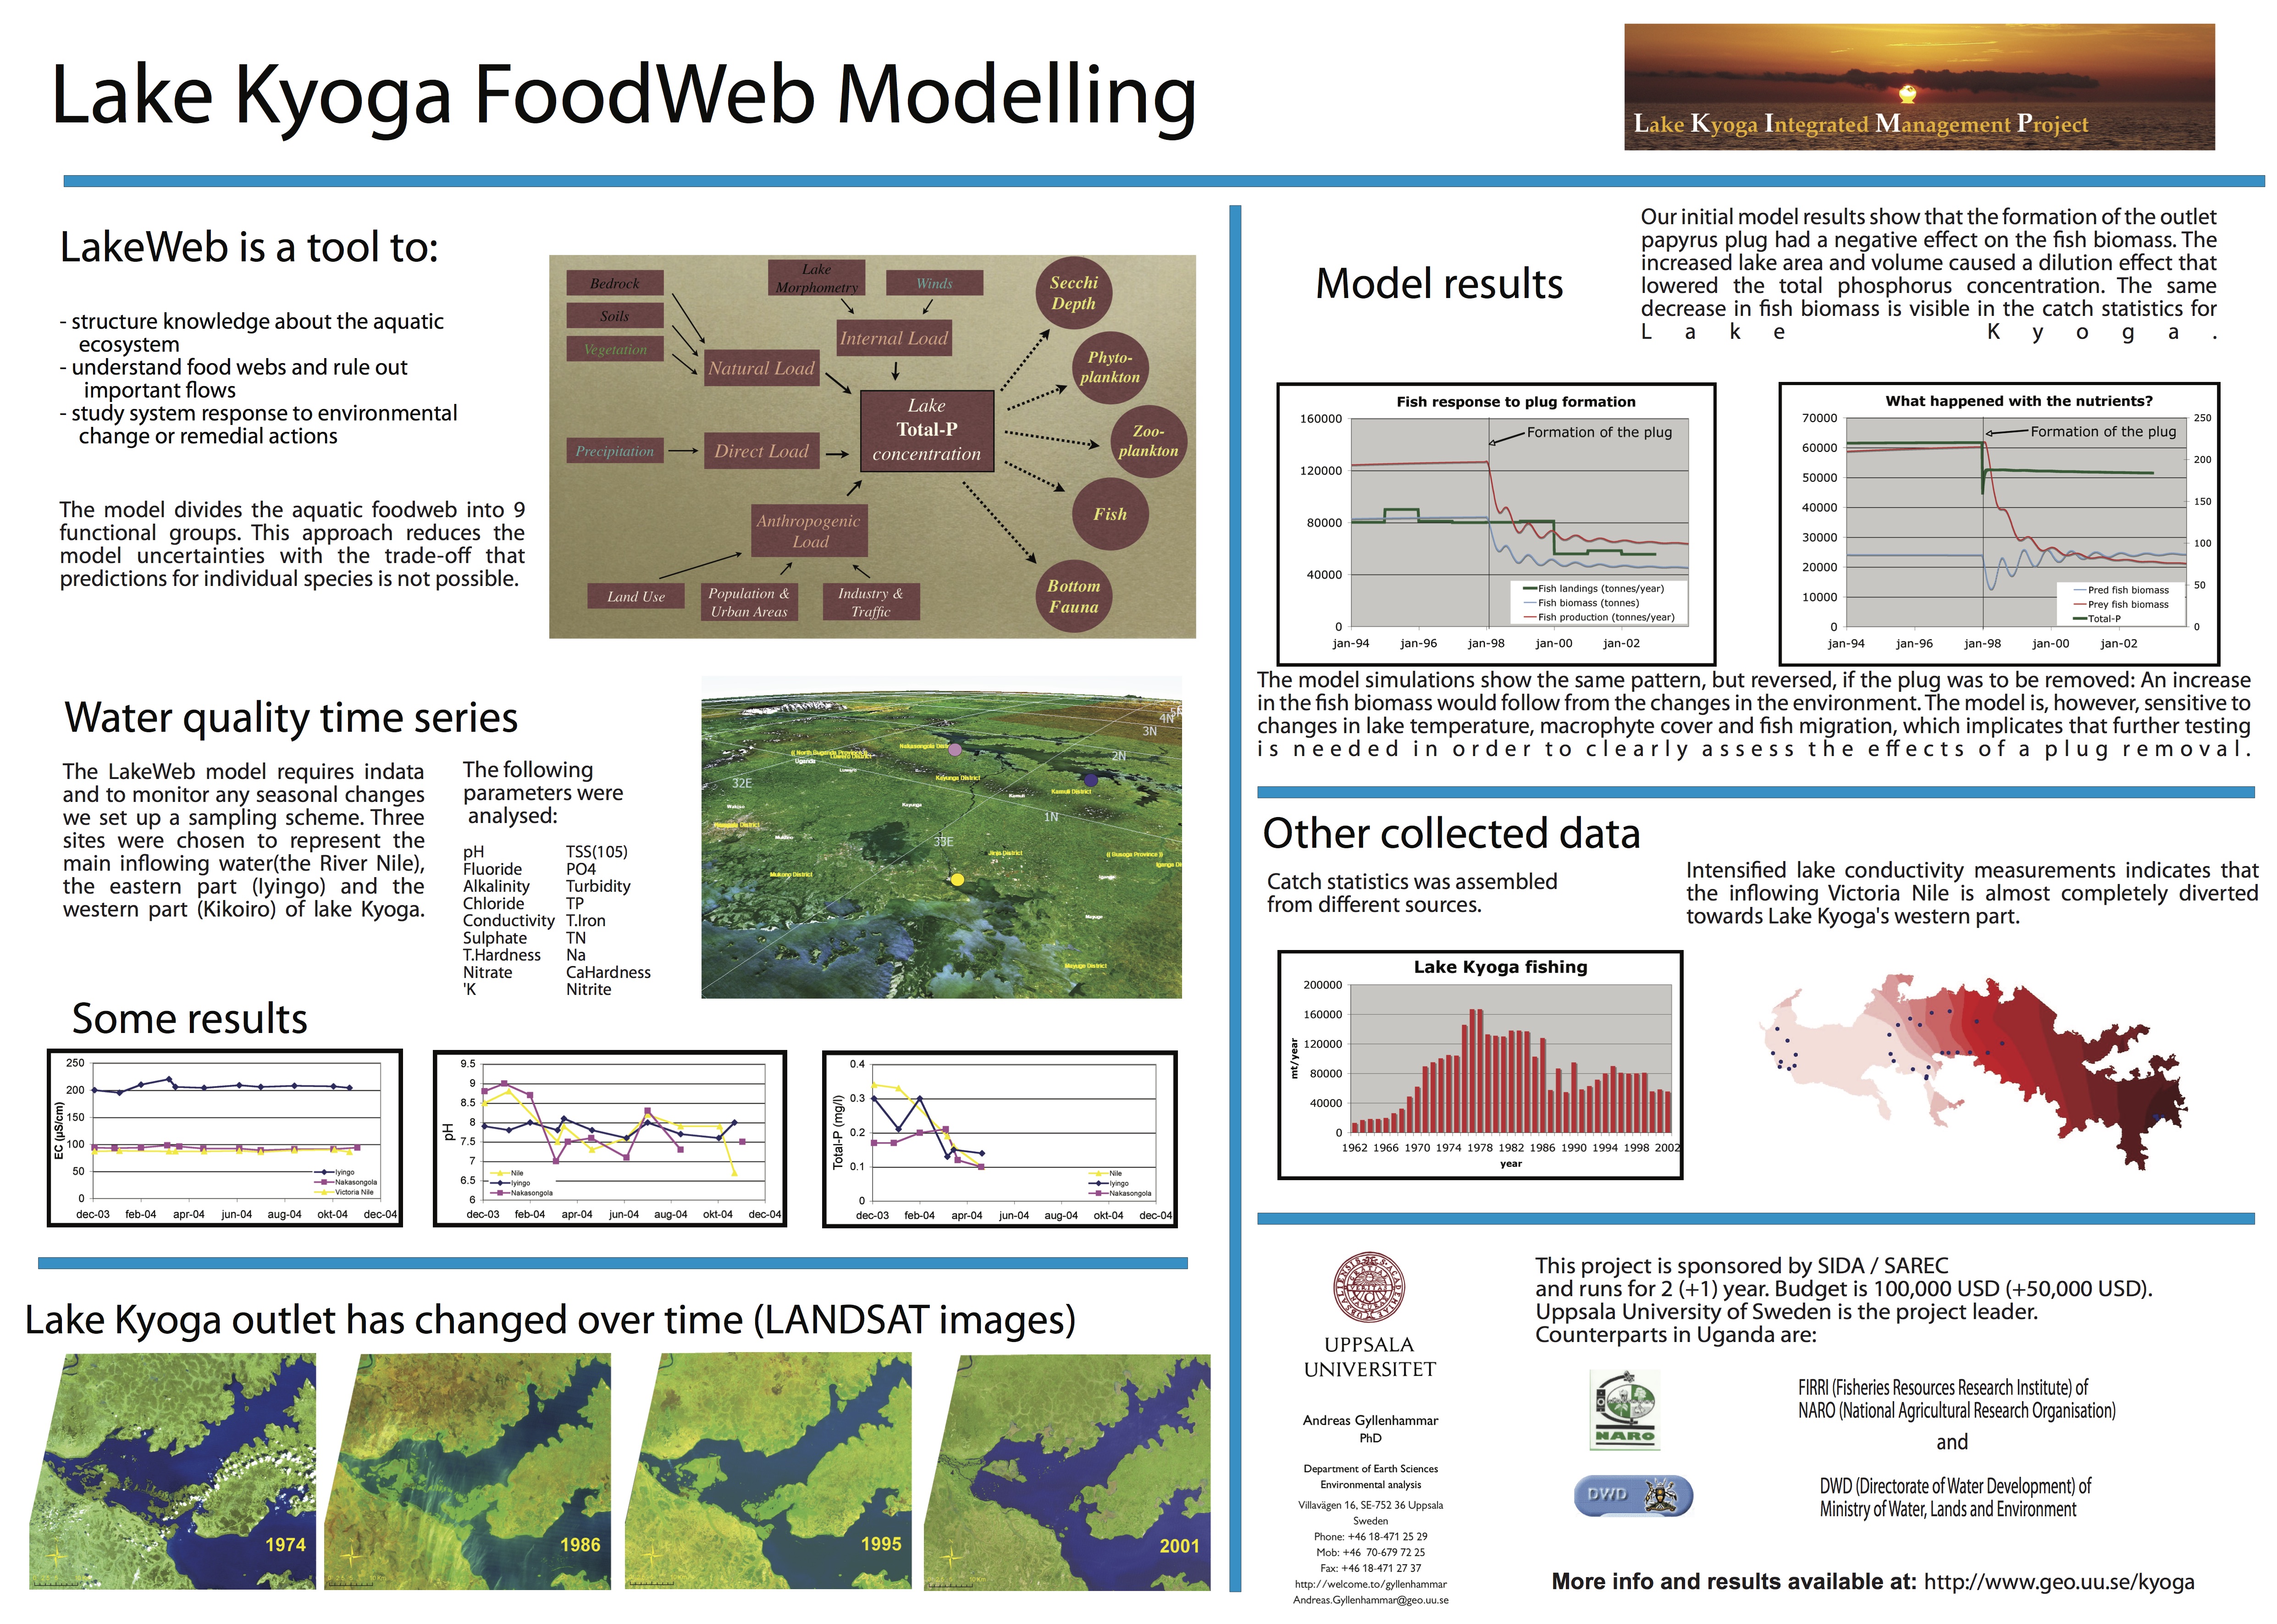 Lake Kyoga FoodWeb Modelling
Lake Kyoga Integrated Management Project
LakeWeb is a tool to:
- structure knowledge about the aquatic
ecosystem
- understand food webs and rule out
important flows
- study system response to environmental
change or remedial actions
The model divides the aquatic foodweb into 9
functional groups. This approach reduces the
model uncertainties with the trade-off that
predictions for individual species is not possible.
Bedrock
Soils
Vegetation
Lake
Morphometry
Winds
Internal Load
Natural Load
Precipitation
Direct Load
Lake
Total-P
concentration
Anthropogenic
Load
Land Use
Population &
Urban Areas
Industry &
Traffic
Secchi
Depth
Phyto-
plankton
Zoo-
plankton
Fish
Bottom
Fauna
Water quality time series
The LakeWeb model requires indata
and to monitor any seasonal changes
we set up a sampling scheme. Three
sites were chosen to represent the
main inflowing water(the River Nile),
the eastern part (Iyingo) and the
western part (Kikoiro) of lake Kyoga.
The following
parameters were
analysed:
pH TSS(105)
Fluoride PO4
Alkalinity Turbidity
Chloride TP
Conductivity T.Iron
Sulphate TN
T.Hardness Na
Nitrate CaHardness
'K Nitrite
5N
4N
3N
2N
1N
32E
33E
(( North Buganda Province ))
Uganda
Luwero District
Kayunga District
Kamuli District
Kamuli
Kayunga
Jinja District
(( Busoga Province ))
Mukono District
Mayuge District
Some results
250
200
150
100
50
0
EC (µS/cm)
Iyingo
Nakasongola
Victoria Nile
dec-03 feb-04 apr-04 jun-04 aug-04 okt-04 dec-04
9.5
9
8.5
8
7.5
7
6.5
6
pH
Nile
Iyingo
Nakasongola
dec-03 feb-04 apr-04 jun-04 aug-04 okt-04 dec-04
0.4
0.3
0.2
0.1
0
Total-P (mg/l)
Nile
Iyingo
Nakasongola
dec-03 feb-04 apr-04 jun-04 aug-04 okt-04 dec-04
Lake Kyoga outlet has changed over time (LANDSAT images)
1974
1986
1995
2001
Model results
Our initial model results show that the formation of the outlet
papyrus plug had a negative effect on the fish biomass. The
increased lake area and volume caused a dilution effect that
lowered the total phosphorus concentration. The same
decrease in fish biomass is visible in the catch statistics for
Lake Kyoga.
Fish response to plug formation
160000
120000
80000
40000
0
Formation of the plug
Fish landings (tonnes/year)
Fish biomass (tonnes)
Fish production (tonnes/year)
jan-94 jan-96 jan-98 jan-00 jan-02
What happened with the nutrients?
70000
60000
50000
40000
30000
20000
10000
0
250
200
150
100
50
0
Formation of the plug
Pred fish biomass
Prey fish biomass
Total-P
jan-94 jan-96 jan-98 jan-00 jan-02
The model simulations show the same pattern, but reversed, if the plug was to be removed: An increase
in the fish biomass would follow from the changes in the environment. The model is, however, sensitive to
changes in lake temperature, macrophyte cover and fish migration, which implicates that further testing
is needed in order to clearly assess the effects of a plug removal.
Other collected data
Catch statistics was assembled
from different sources.
Intensified lake conductivity measurements indicates that
the inflowing Victoria Nile is almost completely diverted
towards Lake Kyoga's western part.
Lake Kyoga fishing
200000
160000
120000
80000
40000
0
mt/year
1962 1966 1970 1974 1978 1982 1986 1990 1994 1998 2002
year
UPPSALA
UNIVERSITET
Andreas Gyllenhammar
PhD
Department of Earth Sciences
Environmental analysis
Villavägen 16, SE-752 36 Uppsala
Sweden
Phone: +46 18-471 25 29
Mob: +46 70-679 72 25
Fax: +46 18-471 27 37
http://welcome.to/gyllenhammar
Andreas.Gyllenhammar@geo.uu.se
This project is sponsored by SIDA / SAREC
and runs for 2 (+1) year. Budget is 100,000 USD (+50,000 USD).
Uppsala University of Sweden is the project leader.
Counterparts in Uganda are:
NARO
FIRRI (Fisheries Resources Research Institute) of
NARO (National Agricultural Research Organisation)
and
DWD
DWD (Directorate of Water Development) of
Ministry of Water, Lands and Environment
More info and results available at: http://www.geo.uu.se/kyoga